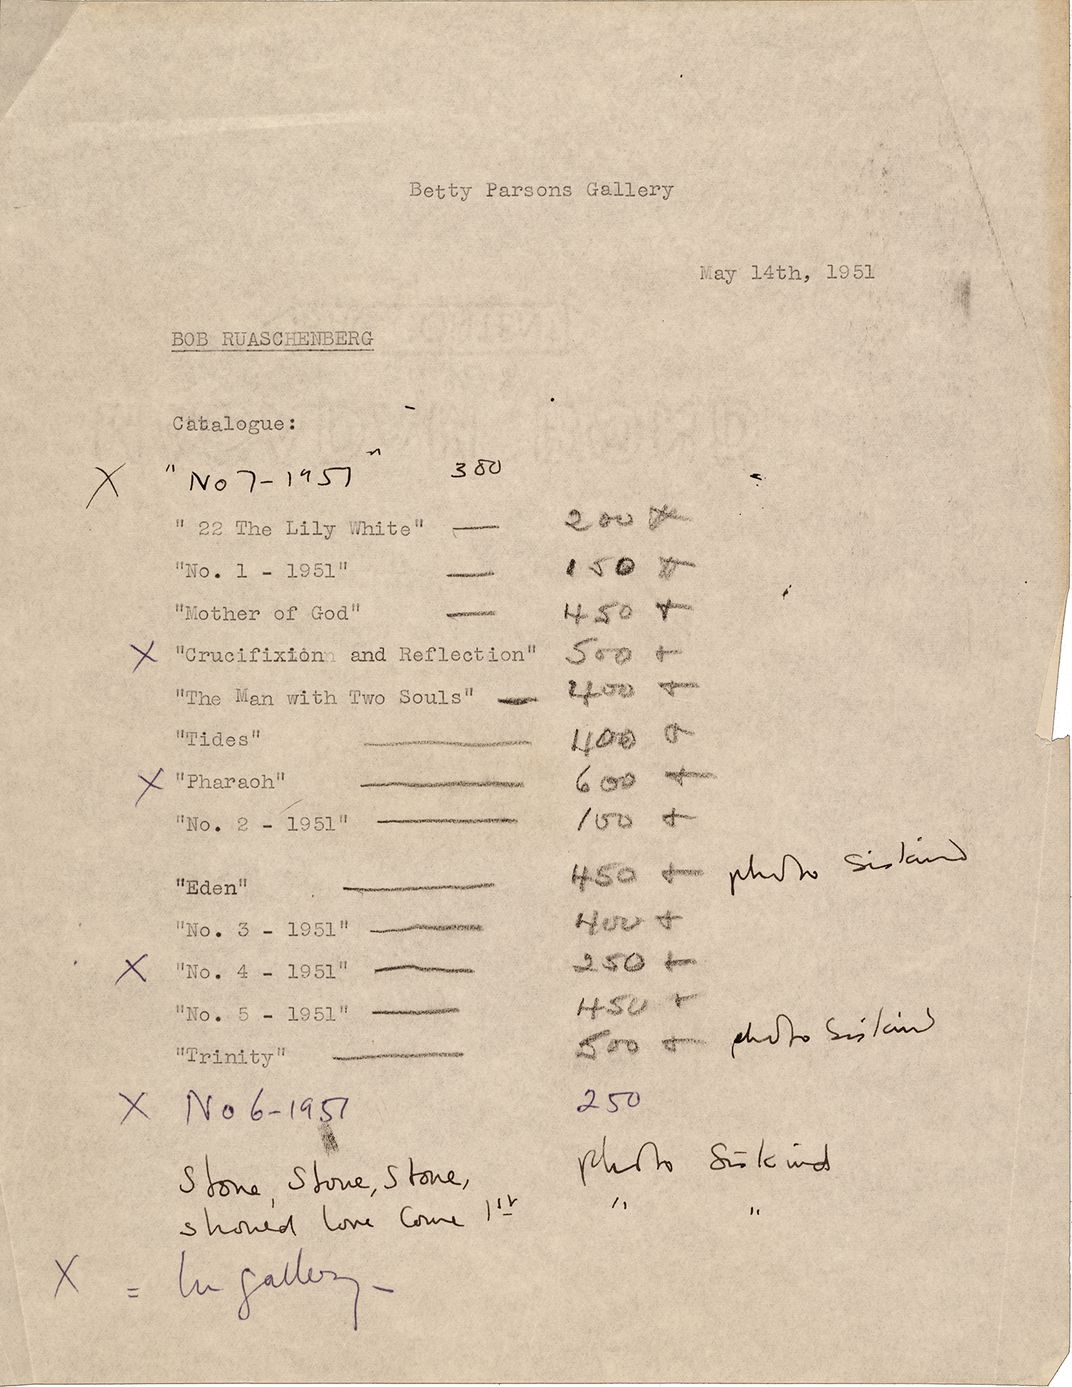 Betty Parsons Gallery
May 14th, 1951
BOB RUASCHENBERG
Catalogue:
X "No 7-1951" 380
" 22 The Lily White" — 200 +
"No. 1 - 1951" — 150 +
"Mother of God" — 450 +
X "Crucifixion and Reflection" 500 +
"The Man with Two Souls" — 400 +
"Tides" — 400 +
X "Pharaoh" — 600 +
"No. 2 - 1951" — 100 +
"Eden" — 450 + photo Siskind
"No. 3 - 1951" — 400 +
X "No. 4 - 1951" — 250 +
"No. 5 - 1951" — 450 +
"Trinity" — 500 + photo Siskind
X No 6-1951 250
Stone, Stone, Stone, photo Siskind
should love come 1st " "
X = In gallery –